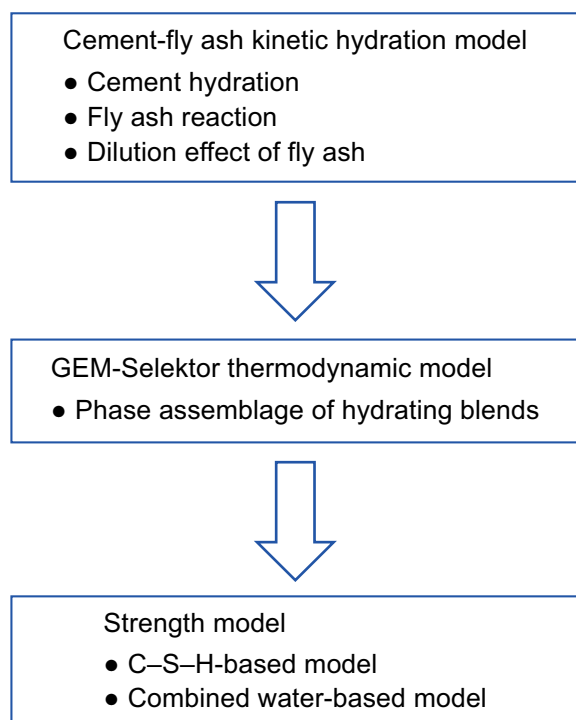 Cement-fly ash kinetic hydration model
● Cement hydration
● Fly ash reaction
● Dilution effect of fly ash
GEM-Selektor thermodynamic model
● Phase assemblage of hydrating blends
Strength model
● C–S–H-based model
● Combined water-based model